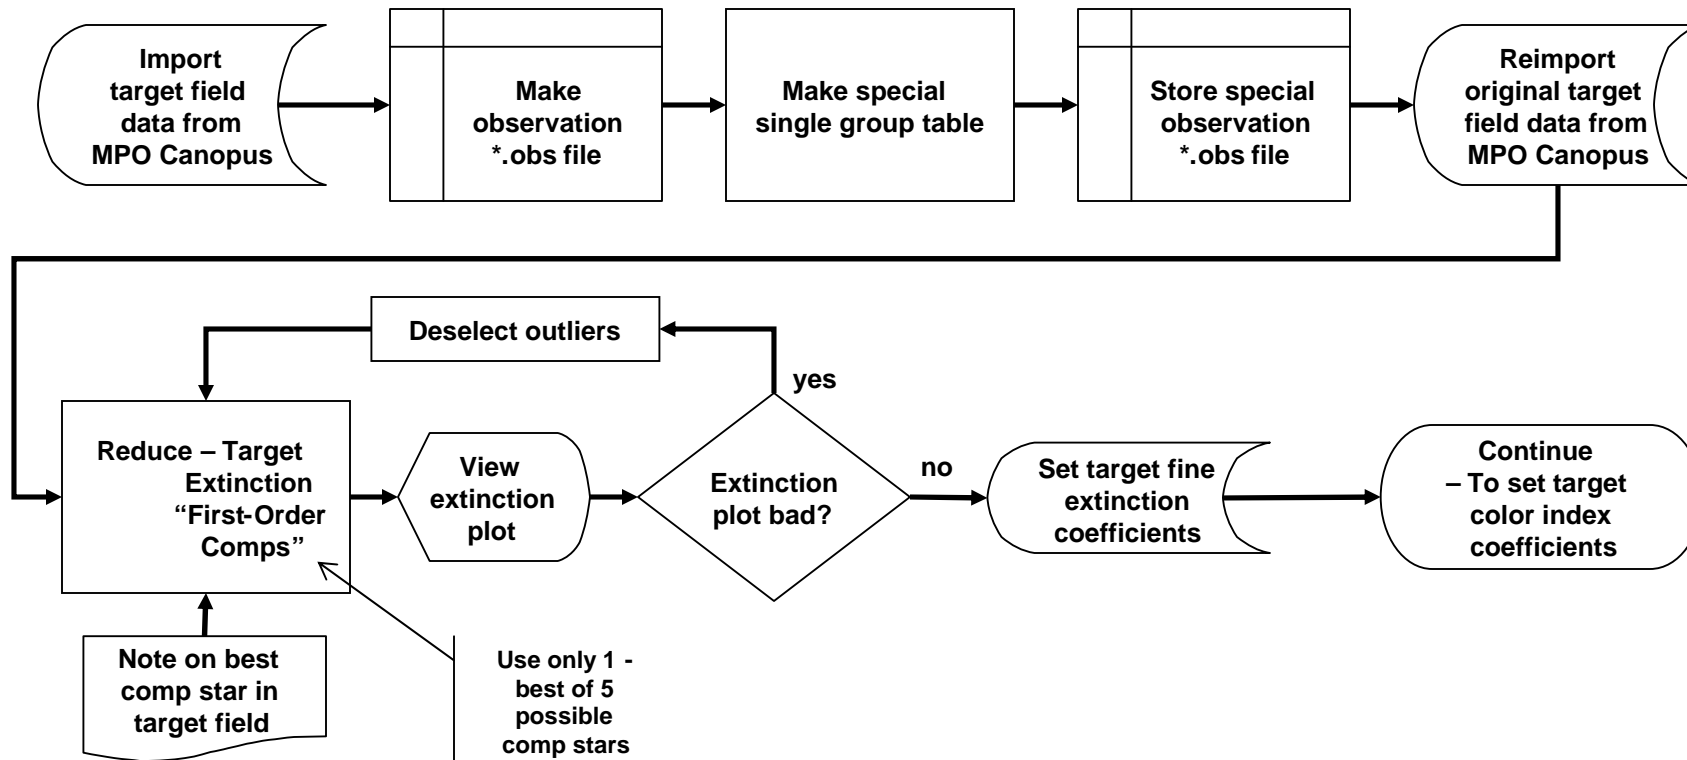 Import
target field
data from
MPO Canopus
Make
observation
*.obs file
Make special
single group table
Store special
observation
*.obs file
Reimport
original target
field data from
MPO Canopus
Deselect outliers
yes
Reduce – Target
Extinction
“First-Order
Comps”
View
extinction
plot
Extinction
plot bad?
no
Set target fine
extinction
coefficients
Continue
– To set target
color index
coefficients
Note on best
comp star in
target field
Use only 1 -
best of 5
possible
comp stars